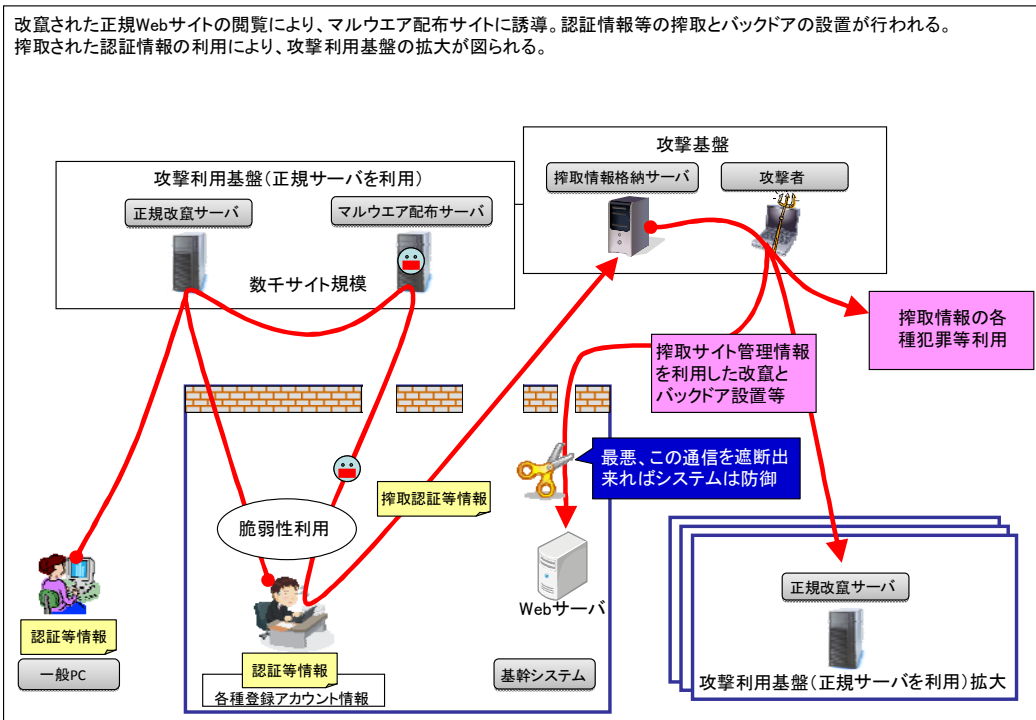 改竄された正規Webサイトの閲覧により、マルウエア配布サイトに誘導。認証情報等の搾取とバックドアの設置が行われる。
搾取された認証情報の利用により、攻撃利用基盤の拡大が図られる。
攻撃基盤
搾取情報格納サーバ
攻撃者
攻撃利用基盤(正規サーバを利用)
正規改竄サーバ
マルウエア配布サーバ
数千サイト規模
搾取情報の各
種犯罪等利用
搾取サイト管理情報
を利用した改竄と
バックドア設置等
最悪、この通信を遮断出
来ればシステムは防御
搾取認証等情報
脆弱性利用
Webサーバ
正規改竄サーバ
認証等情報
一般PC
認証等情報
各種登録アカウント情報
基幹システム
攻撃利用基盤(正規サーバを利用)拡大